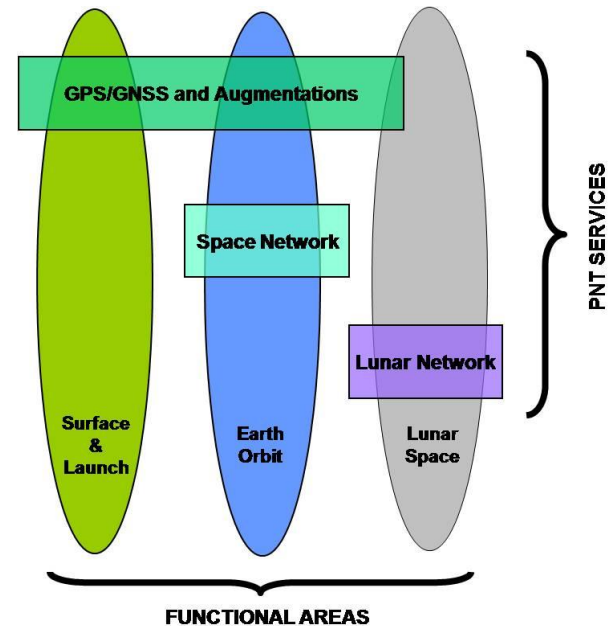 GPS/GNSS and Augmentations
Space Network
Lunar Network
Surface
&
Launch
Earth
Orbit
Lunar
Space
PNT SERVICES
FUNCTIONAL AREAS